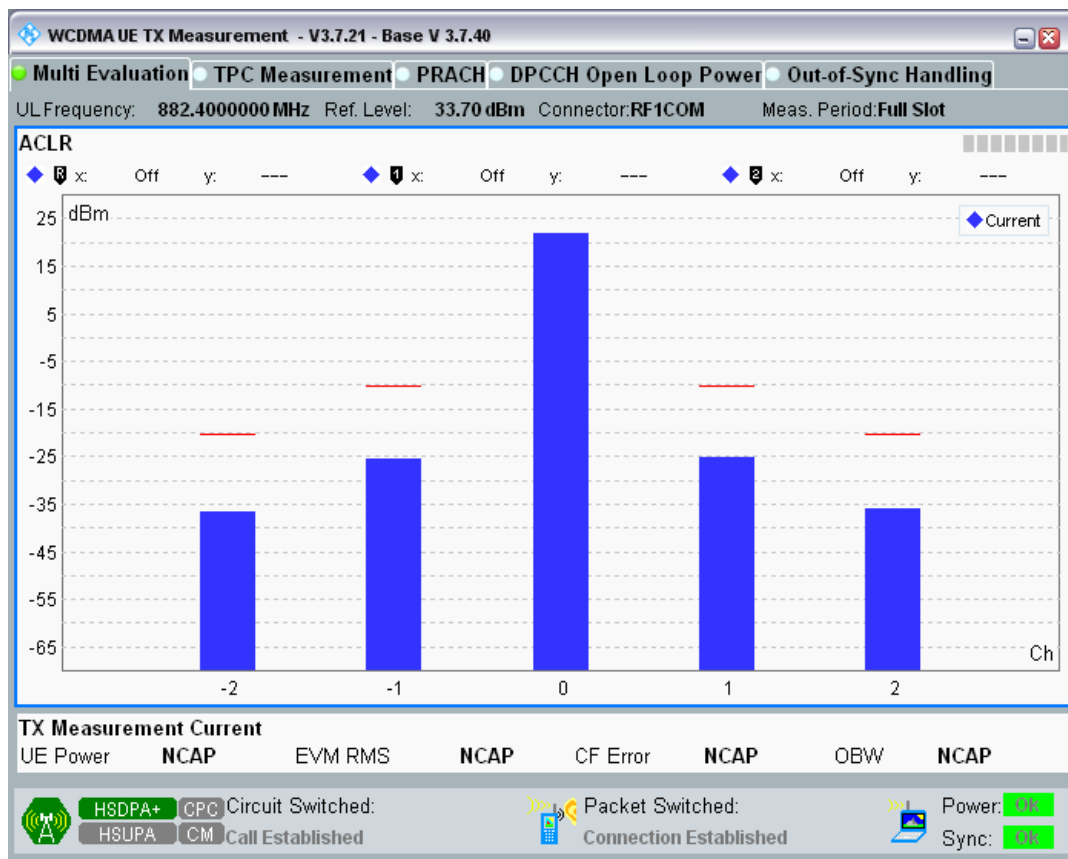 WCDMA UE TX Measurement - V3.7.21 - Base V 3.7.40
Multi Evaluation TPC Measurement PRACH DPCCH Open Loop Power Out-of-Sync Handling
UL Frequency: 882.4000000 MHz Ref. Level: 33.70 dBm Connector:RF1COM Meas. Period:Full Slot
ACLR
R x: Off y: --- 1 x: Off y: --- 2 x: Off y: ---
dBm
Current
25
15
5
-5
-15
-25
-35
-45
-55
-65
Ch
-2 -1 0 1 2
TX Measurement Current
UE Power NCAP EVM RMS NCAP CF Error NCAP OBW NCAP
HSDPA+ CPC Circuit Switched: Packet Switched: Power: OK
HSUPA CM Call Established Connection Established Sync: OK